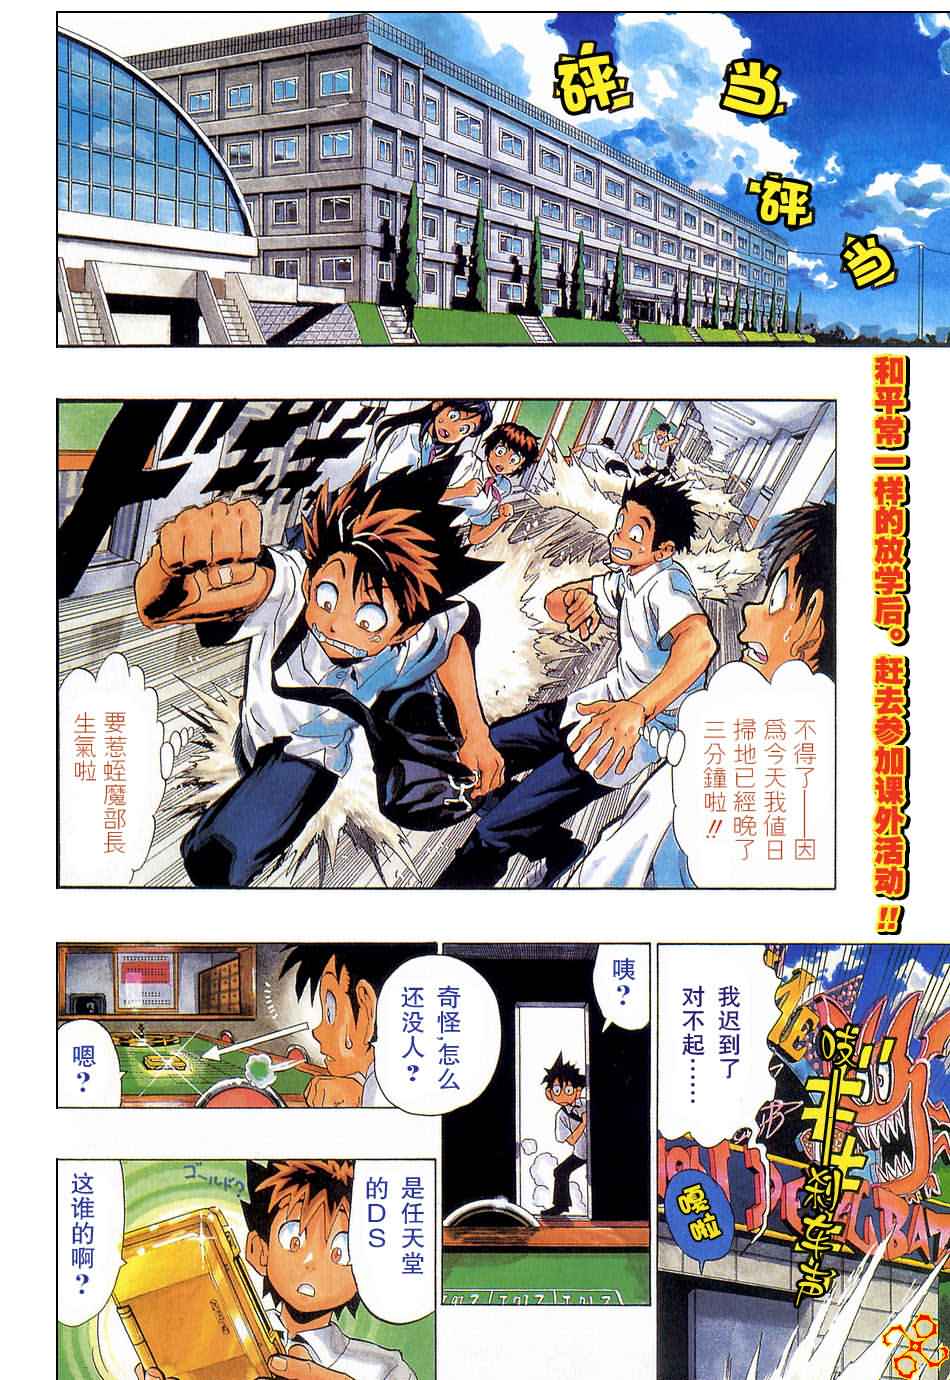 砰
当
砰
当
和平常一样的放学后。赶去参加课外活动!!
不得了——因
爲今天我值日
掃地已經晚了
三分鐘啦!!
要惹蛭魔部長
生氣啦
我迟到了
对不起……
吱
刹车声
嘎啦
咦?
奇怪,怎么
还没人?
嗯?
是任天堂
的DS
ゴールド?
这谁的啊?